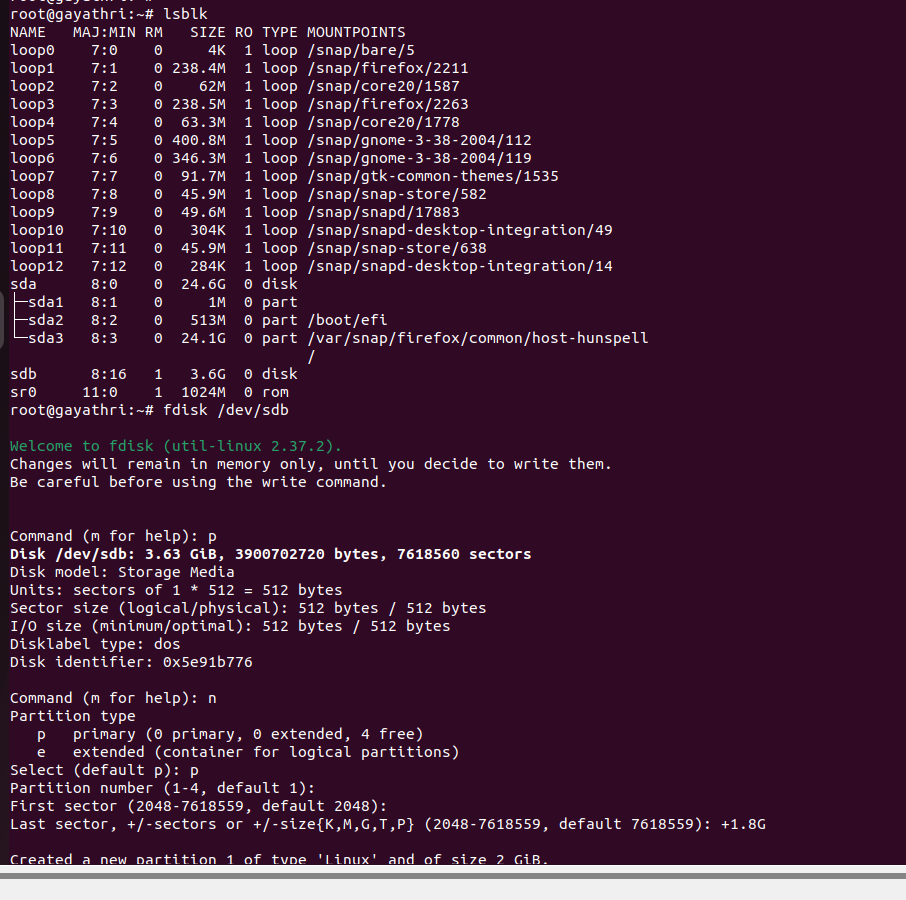 root@gayathri:~# lsblk
NAME   MAJ:MIN RM   SIZE RO TYPE MOUNTPOINTS
loop0    7:0    0     4K  1 loop /snap/bare/5
loop1    7:1    0 238.4M  1 loop /snap/firefox/2211
loop2    7:2    0    62M  1 loop /snap/core20/1587
loop3    7:3    0 238.5M  1 loop /snap/firefox/2263
loop4    7:4    0  63.3M  1 loop /snap/core20/1778
loop5    7:5    0 400.8M  1 loop /snap/gnome-3-38-2004/112
loop6    7:6    0 346.3M  1 loop /snap/gnome-3-38-2004/119
loop7    7:7    0  91.7M  1 loop /snap/gtk-common-themes/1535
loop8    7:8    0  45.9M  1 loop /snap/snap-store/582
loop9    7:9    0  49.6M  1 loop /snap/snapd/17883
loop10   7:10   0   304K  1 loop /snap/snapd-desktop-integration/49
loop11   7:11   0  45.9M  1 loop /snap/snap-store/638
loop12   7:12   0   284K  1 loop /snap/snapd-desktop-integration/14
sda      8:0    0  24.6G  0 disk
├─sda1   8:1    0     1M  0 part
├─sda2   8:2    0   513M  0 part /boot/efi
└─sda3   8:3    0  24.1G  0 part /var/snap/firefox/common/host-hunspell
                                 /
sdb      8:16   1   3.6G  0 disk
sr0     11:0    1  1024M  0 rom
root@gayathri:~# fdisk /dev/sdb
Welcome to fdisk (util-linux 2.37.2).
Changes will remain in memory only, until you decide to write them.
Be careful before using the write command.
Command (m for help): p
Disk /dev/sdb: 3.63 GiB, 3900702720 bytes, 7618560 sectors
Disk model: Storage Media
Units: sectors of 1 * 512 = 512 bytes
Sector size (logical/physical): 512 bytes / 512 bytes
I/O size (minimum/optimal): 512 bytes / 512 bytes
Disklabel type: dos
Disk identifier: 0x5e91b776
Command (m for help): n
Partition type
   p   primary (0 primary, 0 extended, 4 free)
   e   extended (container for logical partitions)
Select (default p): p
Partition number (1-4, default 1):
First sector (2048-7618559, default 2048):
Last sector, +/-sectors or +/-size{K,M,G,T,P} (2048-7618559, default 7618559): +1.8G
Created a new partition 1 of type 'Linux' and of size 2 GiB.